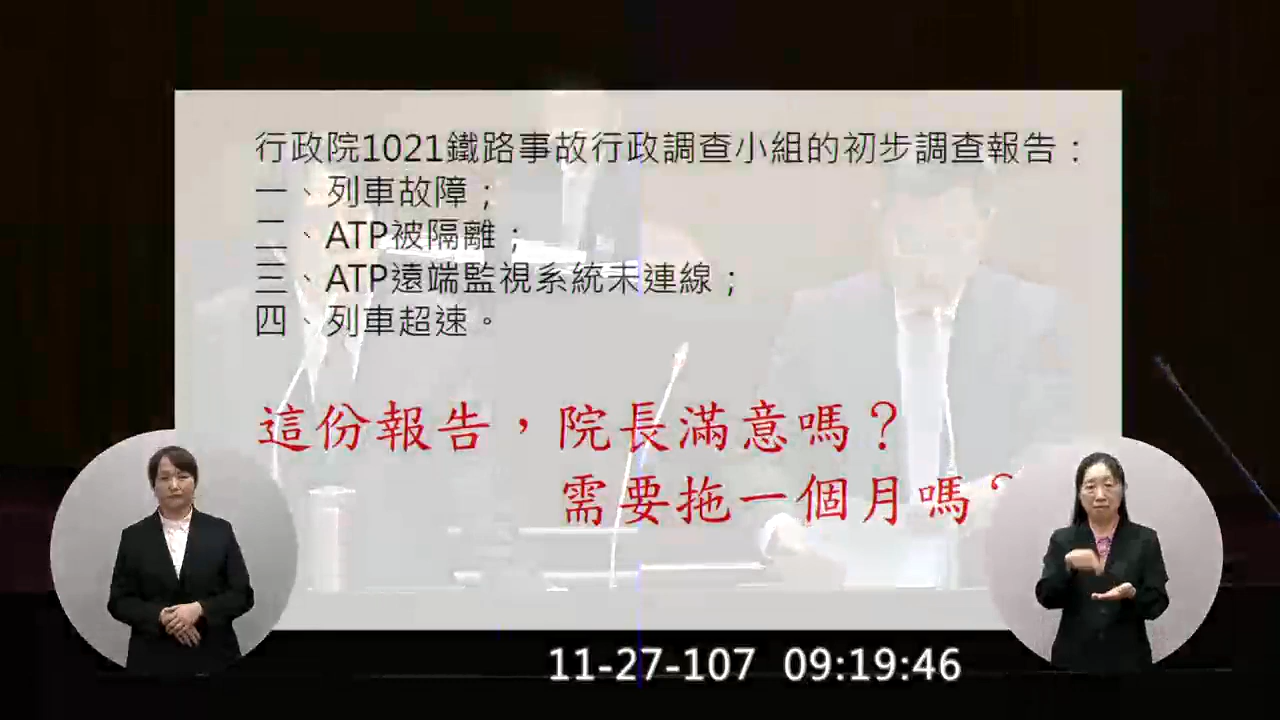 行政院1021鐵路事故行政調查小組的初步調查報告：
一、列車故障；
二、ATP被隔離；
三、ATP遠端監視系統未連線；
四、列車超速。
這份報告，院長滿意嗎？
需要拖一個月嗎？
11-27-107 09:19:46